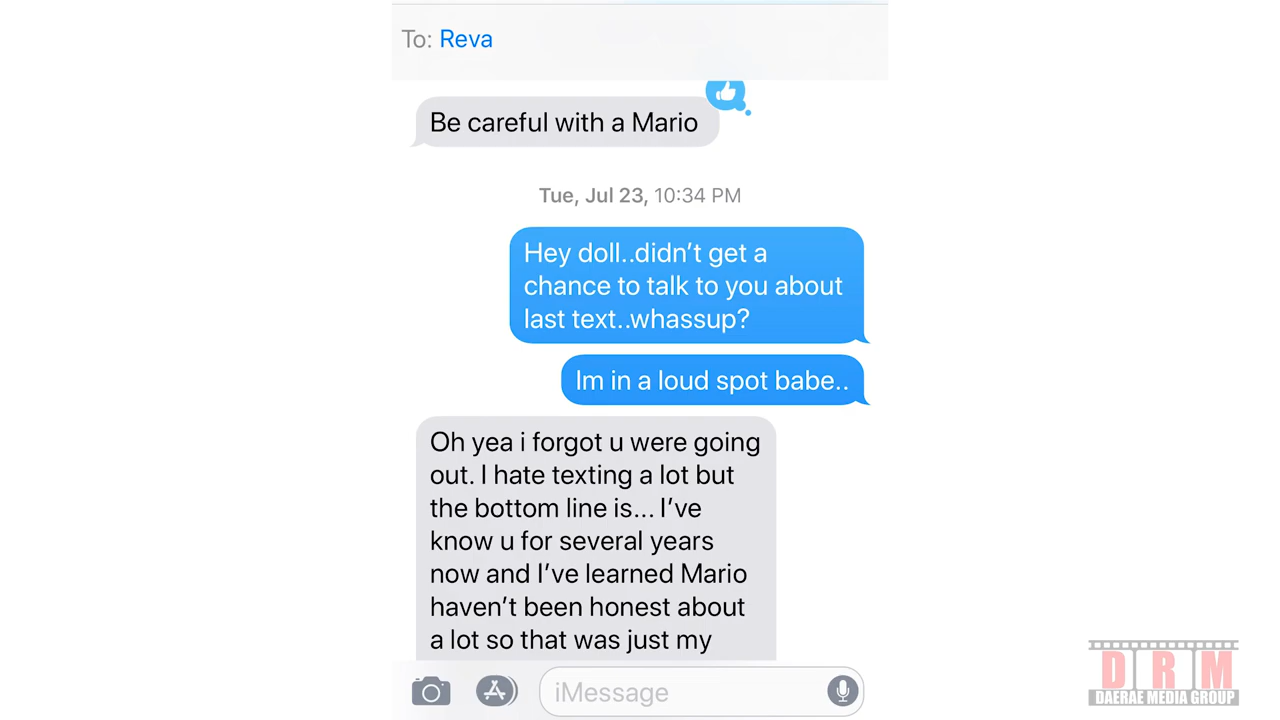 To: Reva
Be careful with a Mario
Tue, Jul 23, 10:34 PM
Hey doll..didn't get a
chance to talk to you about
last text..whassup?
Im in a loud spot babe..
Oh yea i forgot u were going
out. I hate texting a lot but
the bottom line is... I've
know u for several years
now and I've learned Mario
haven't been honest about
a lot so that was just my
iMessage
DRM
DAERAE MEDIA GROUP